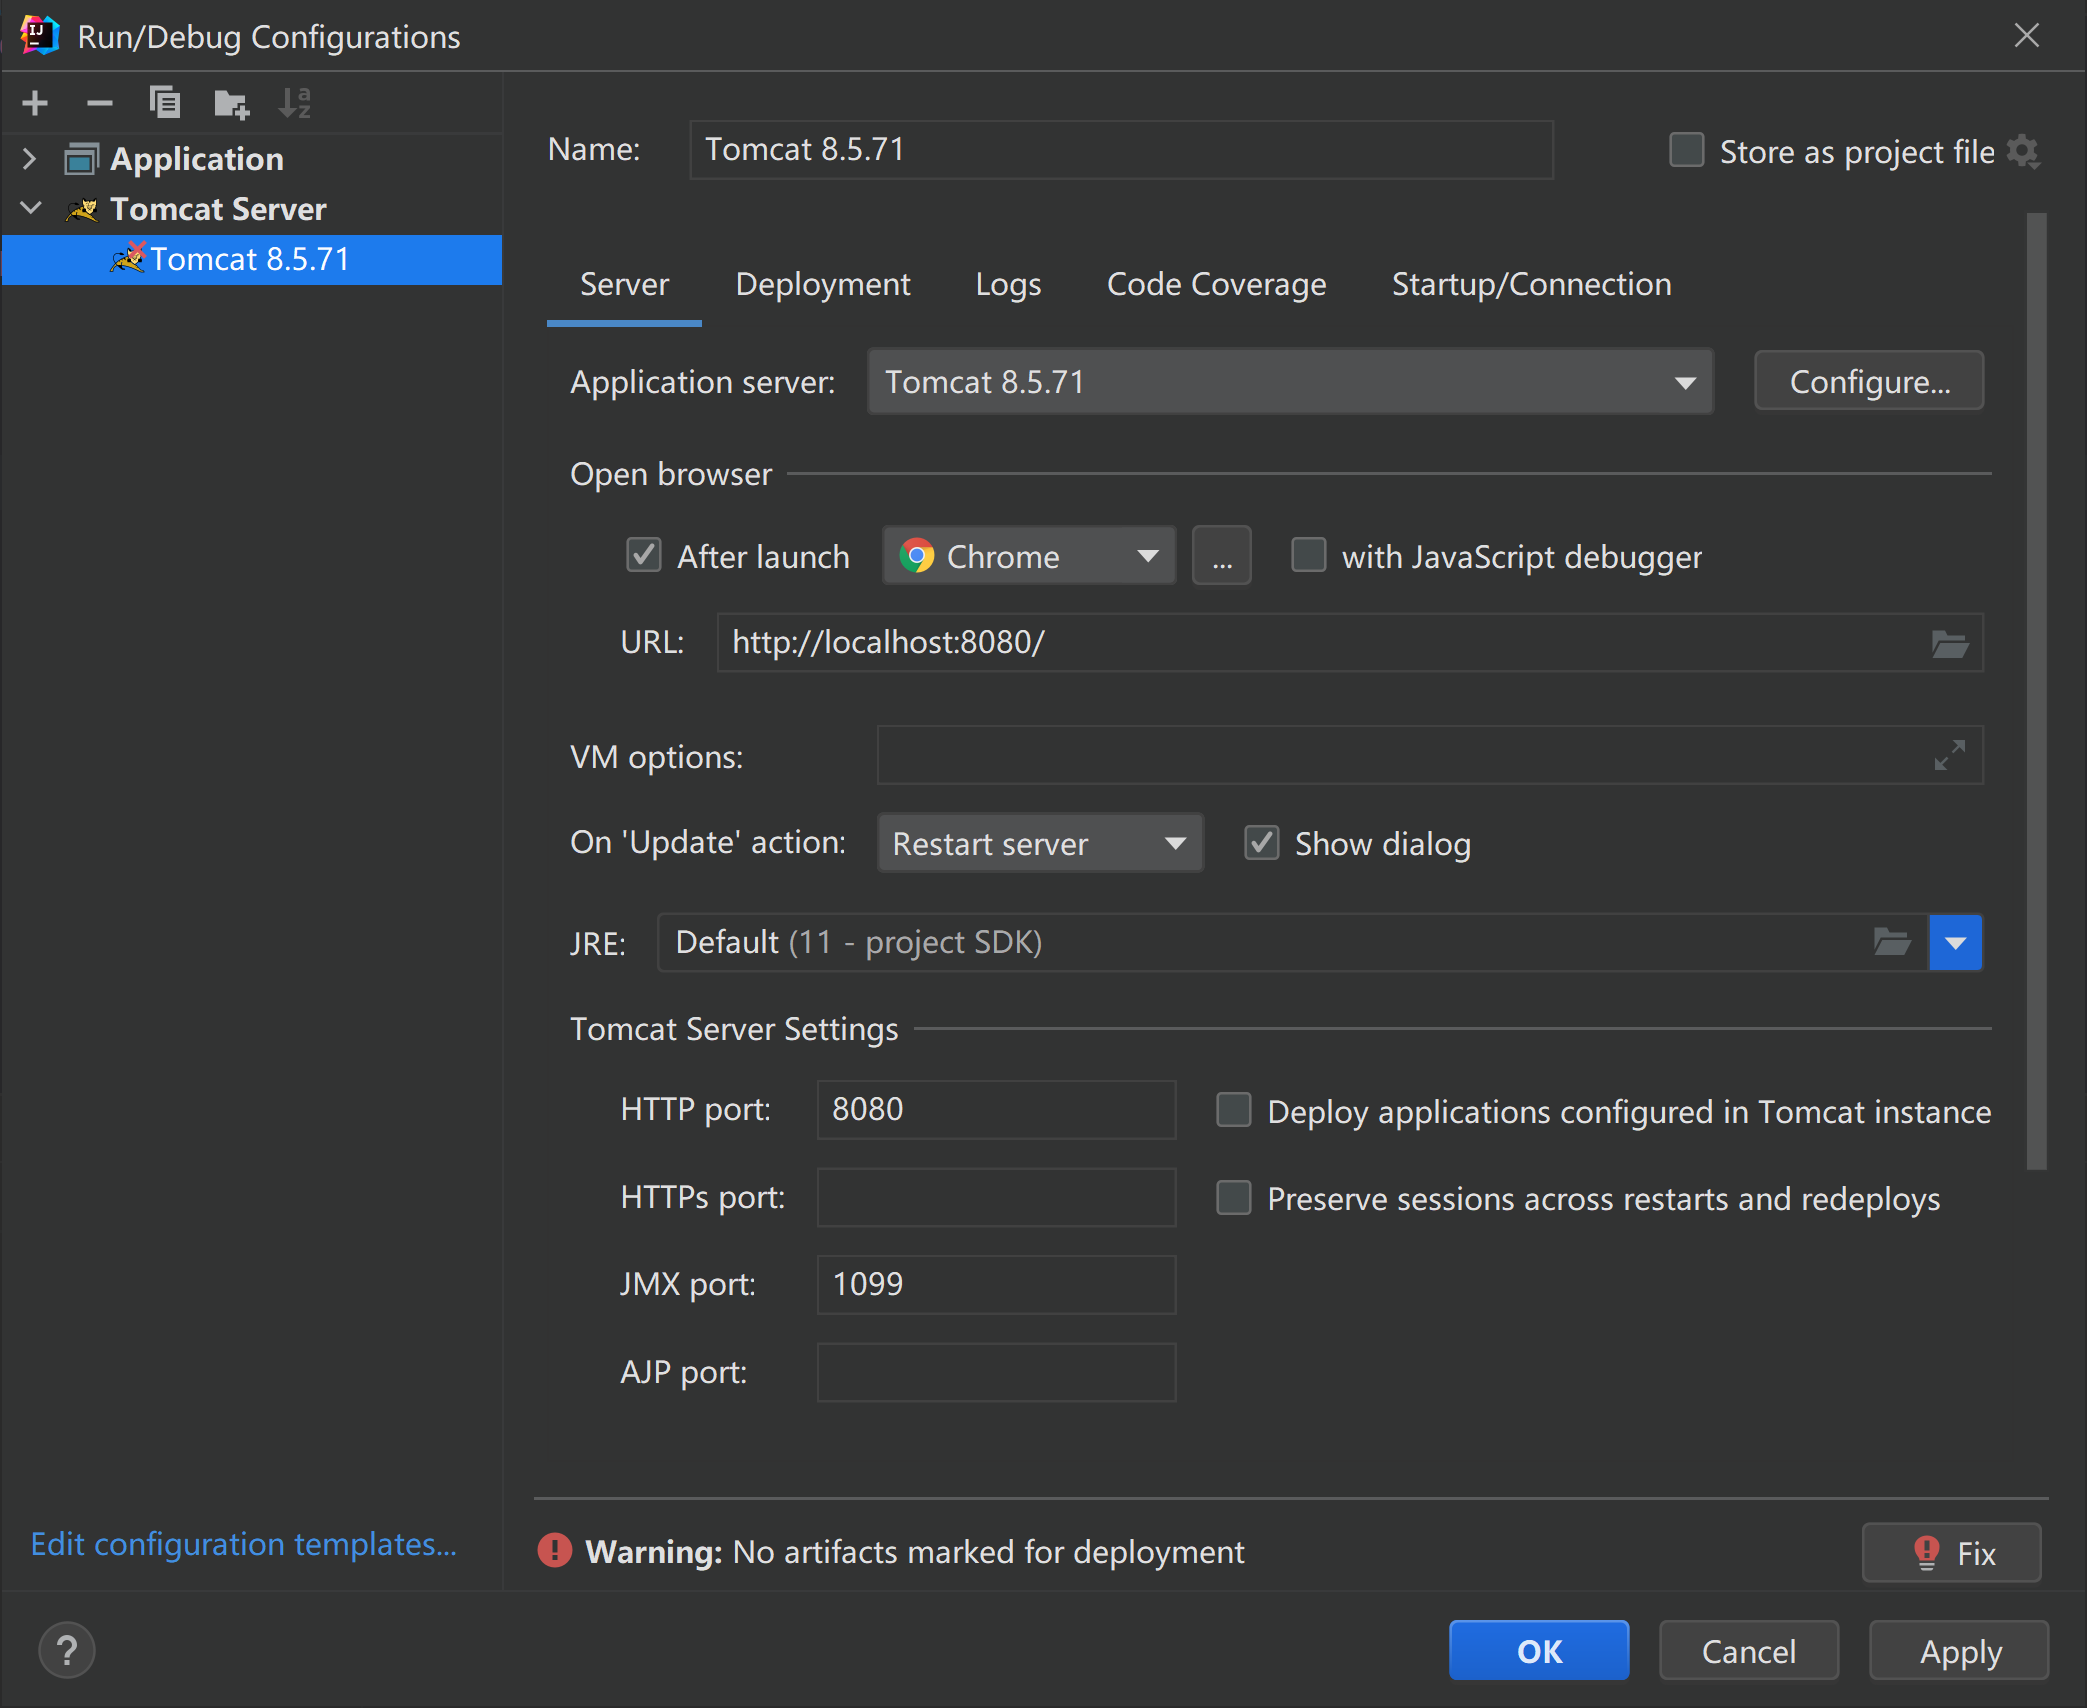 Run/Debug Configurations
Application
Tomcat Server
Tomcat 8.5.71
Edit configuration templates...
Name: Tomcat 8.5.71 Store as project file
Server Deployment Logs Code Coverage Startup/Connection
Application server: Tomcat 8.5.71 Configure...
Open browser
After launch Chrome ... with JavaScript debugger
URL: http://localhost:8080/
VM options:
On 'Update' action: Restart server Show dialog
JRE: Default (11 - project SDK)
Tomcat Server Settings
HTTP port: 8080 Deploy applications configured in Tomcat instance
HTTPs port: Preserve sessions across restarts and redeploys
JMX port: 1099
AJP port:
Warning: No artifacts marked for deployment Fix
? OK Cancel Apply